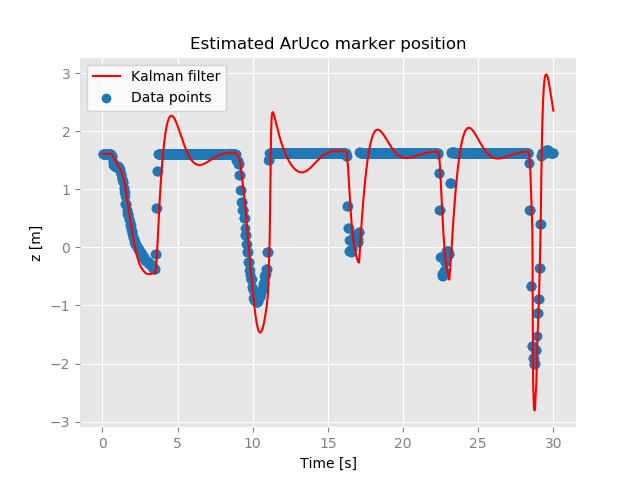 Estimated ArUco marker position
Kalman filter
Data points
3
2
1
0
−1
−2
−3
z [m]
0 5 10 15 20 25 30
Time [s]